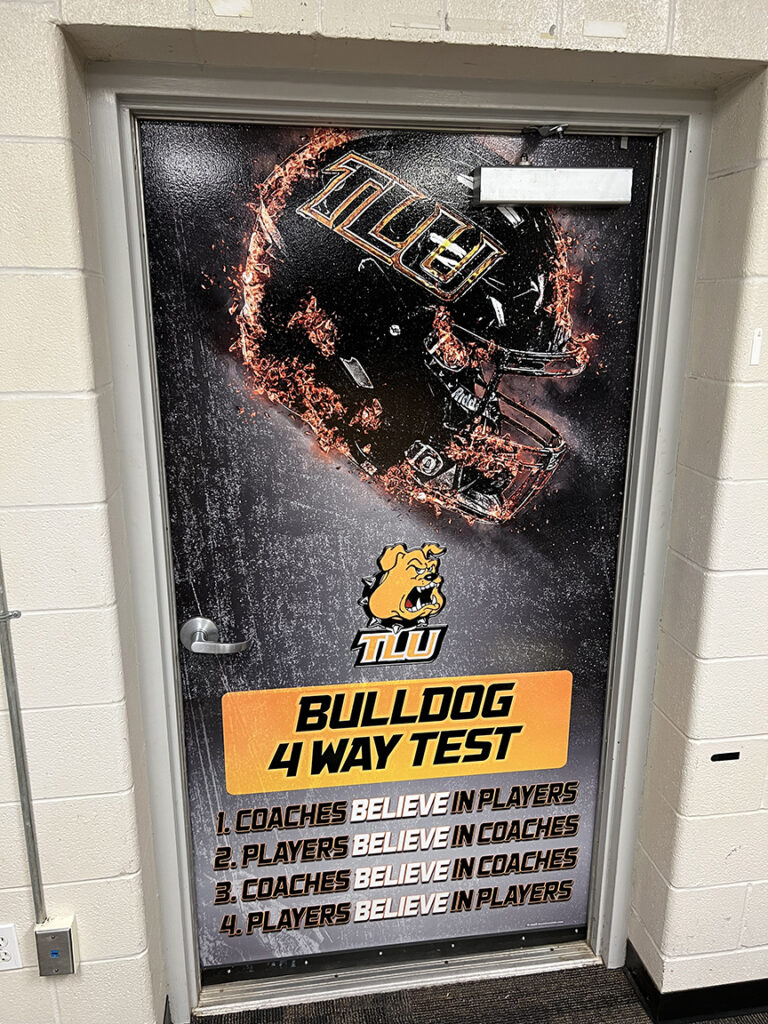 TLU
TLU
BULLDOG
4 WAY TEST
1. COACHES BELIEVE IN PLAYERS
2. PLAYERS BELIEVE IN COACHES
3. COACHES BELIEVE IN COACHES
4. PLAYERS BELIEVE IN PLAYERS